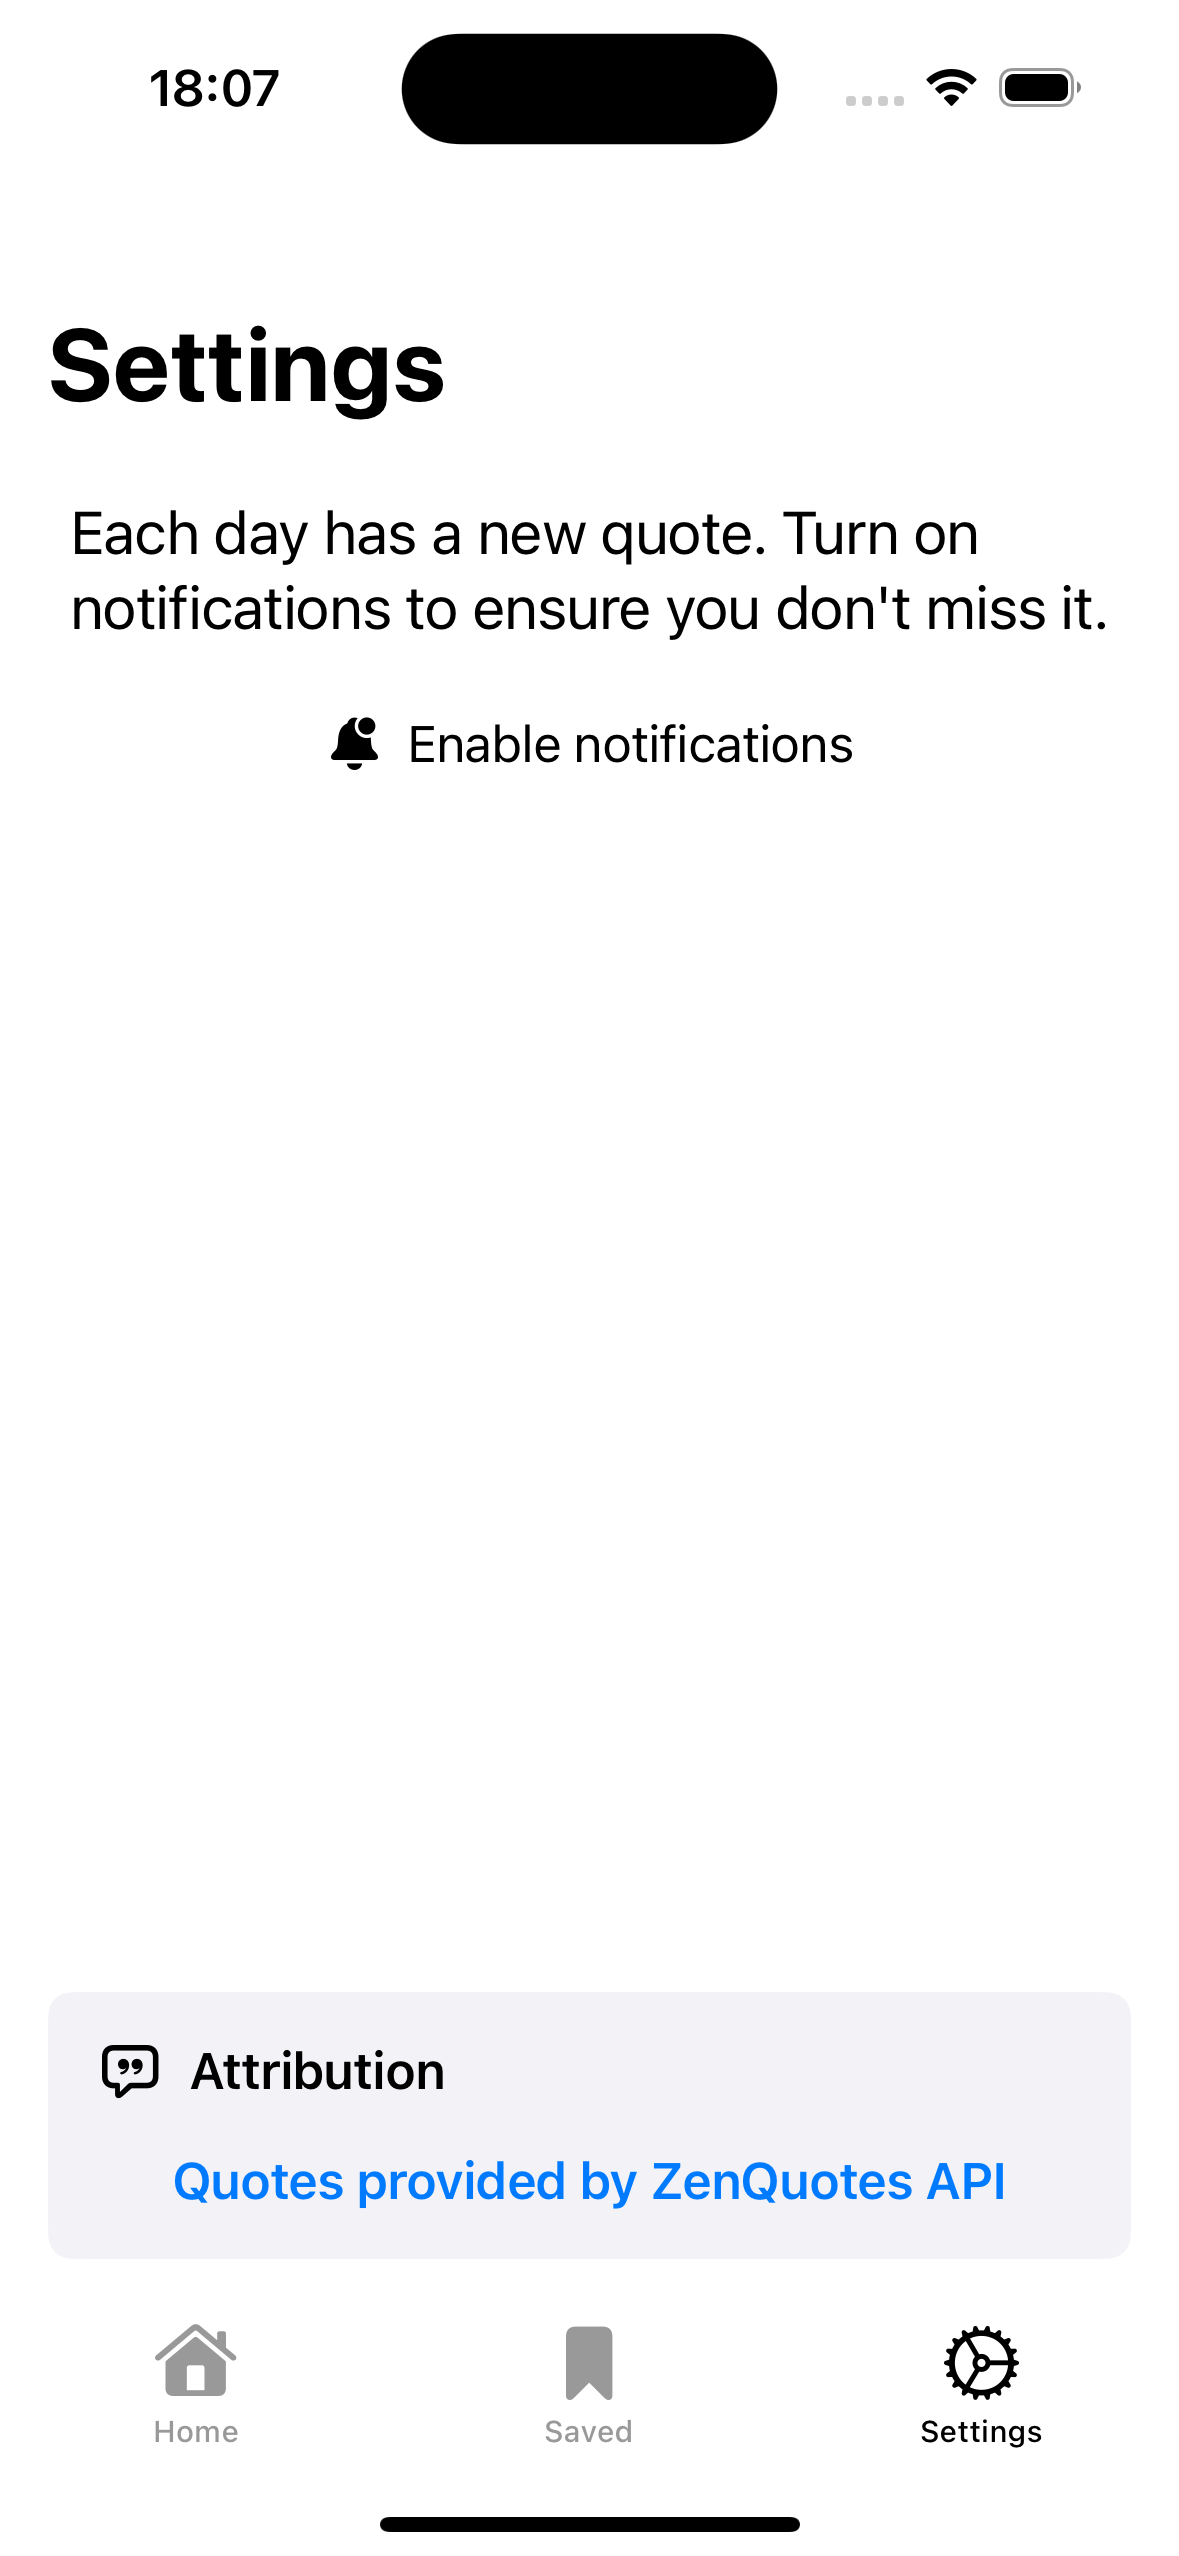 18:07
Settings
Each day has a new quote. Turn on
notifications to ensure you don't miss it.
Enable notifications
Attribution
Quotes provided by ZenQuotes API
Home
Saved
Settings